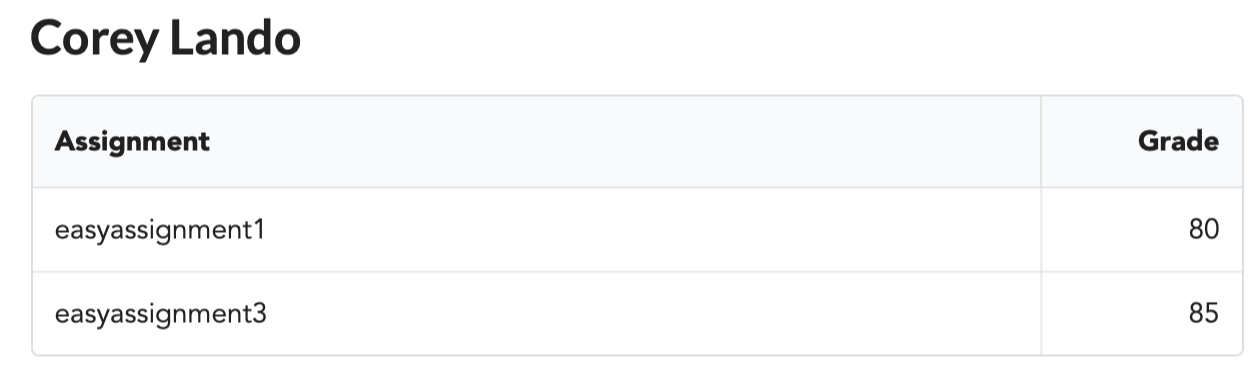 Corey Lando
Assignment Grade
easyassignment1 80
easyassignment3 85